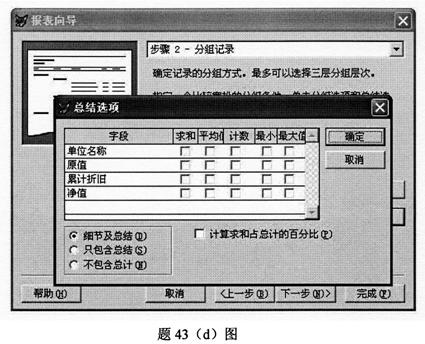 报表向导
步骤 2 - 分组记录
确定记录的分组方式。最多可以选择三层分组层次。
总结选项
字段 求和 平均值 计数 最小 最大值
单位名称
原值
累计折旧
净值
确定
取消
细节及总结(D)
只包含总结(S)
不包含总计(N)
计算求和占总计的百分比(P)
帮助(H) 取消 <上一步(B) 下一步(N)> 完成(F)
题 43（d）图